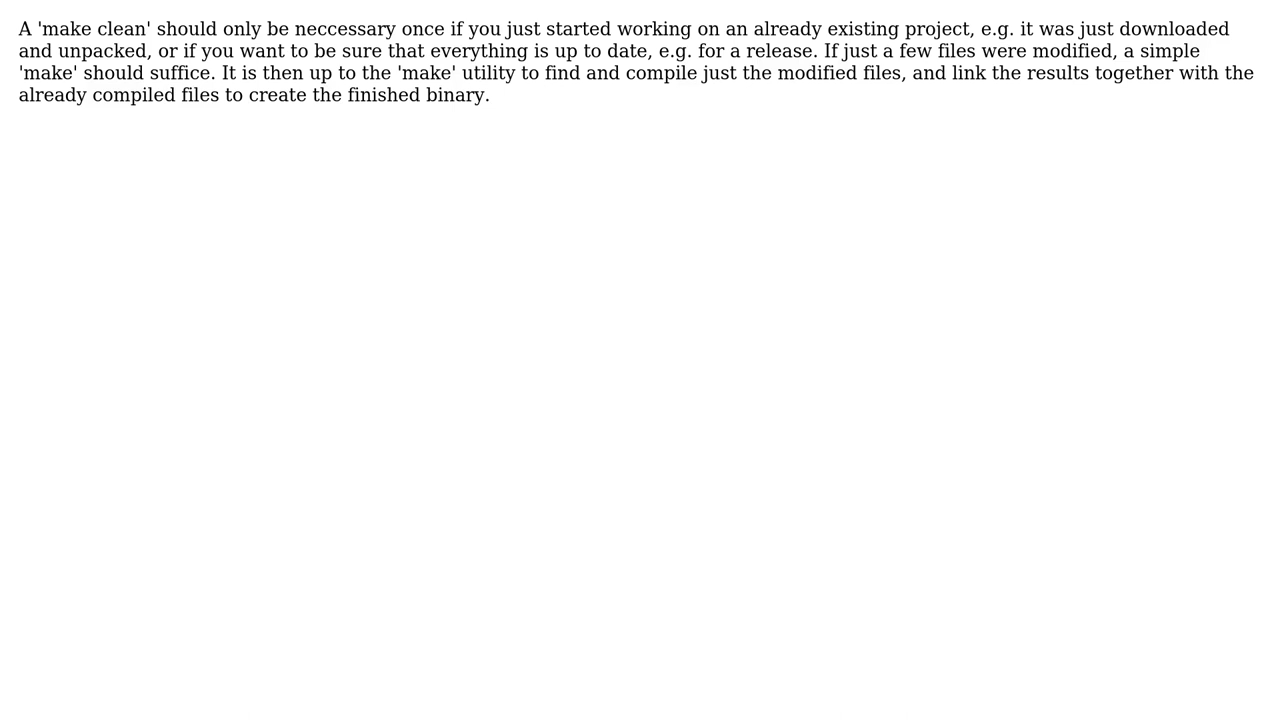 A 'make clean' should only be neccessary once if you just started working on an already existing project, e.g. it was just downloaded
and unpacked, or if you want to be sure that everything is up to date, e.g. for a release. If just a few files were modified, a simple
'make' should suffice. It is then up to the 'make' utility to find and compile just the modified files, and link the results together with the
already compiled files to create the finished binary.